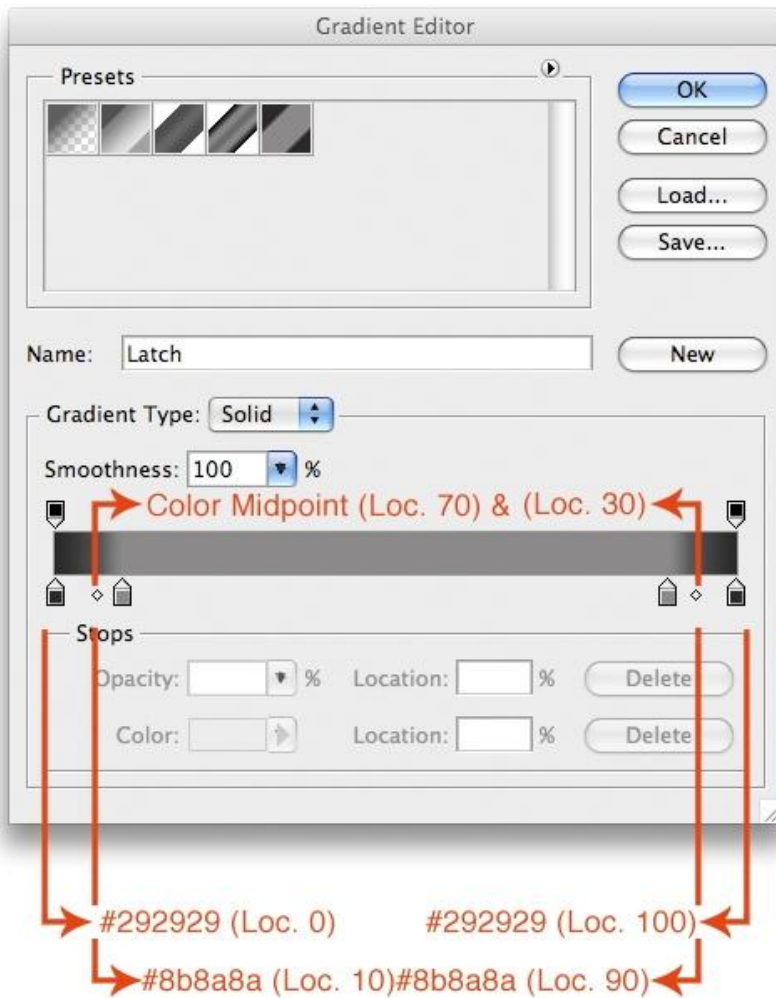 Gradient Editor
Presets
OK
Cancel
Load...
Save...
Name: Latch
New
Gradient Type: Solid
Smoothness: 100 %
Color Midpoint (Loc. 70) & (Loc. 30)
Stops
Opacity: % Location: % Delete
Color: Location: % Delete
#292929 (Loc. 0) #292929 (Loc. 100)
#8b8a8a (Loc. 10)#8b8a8a (Loc. 90)